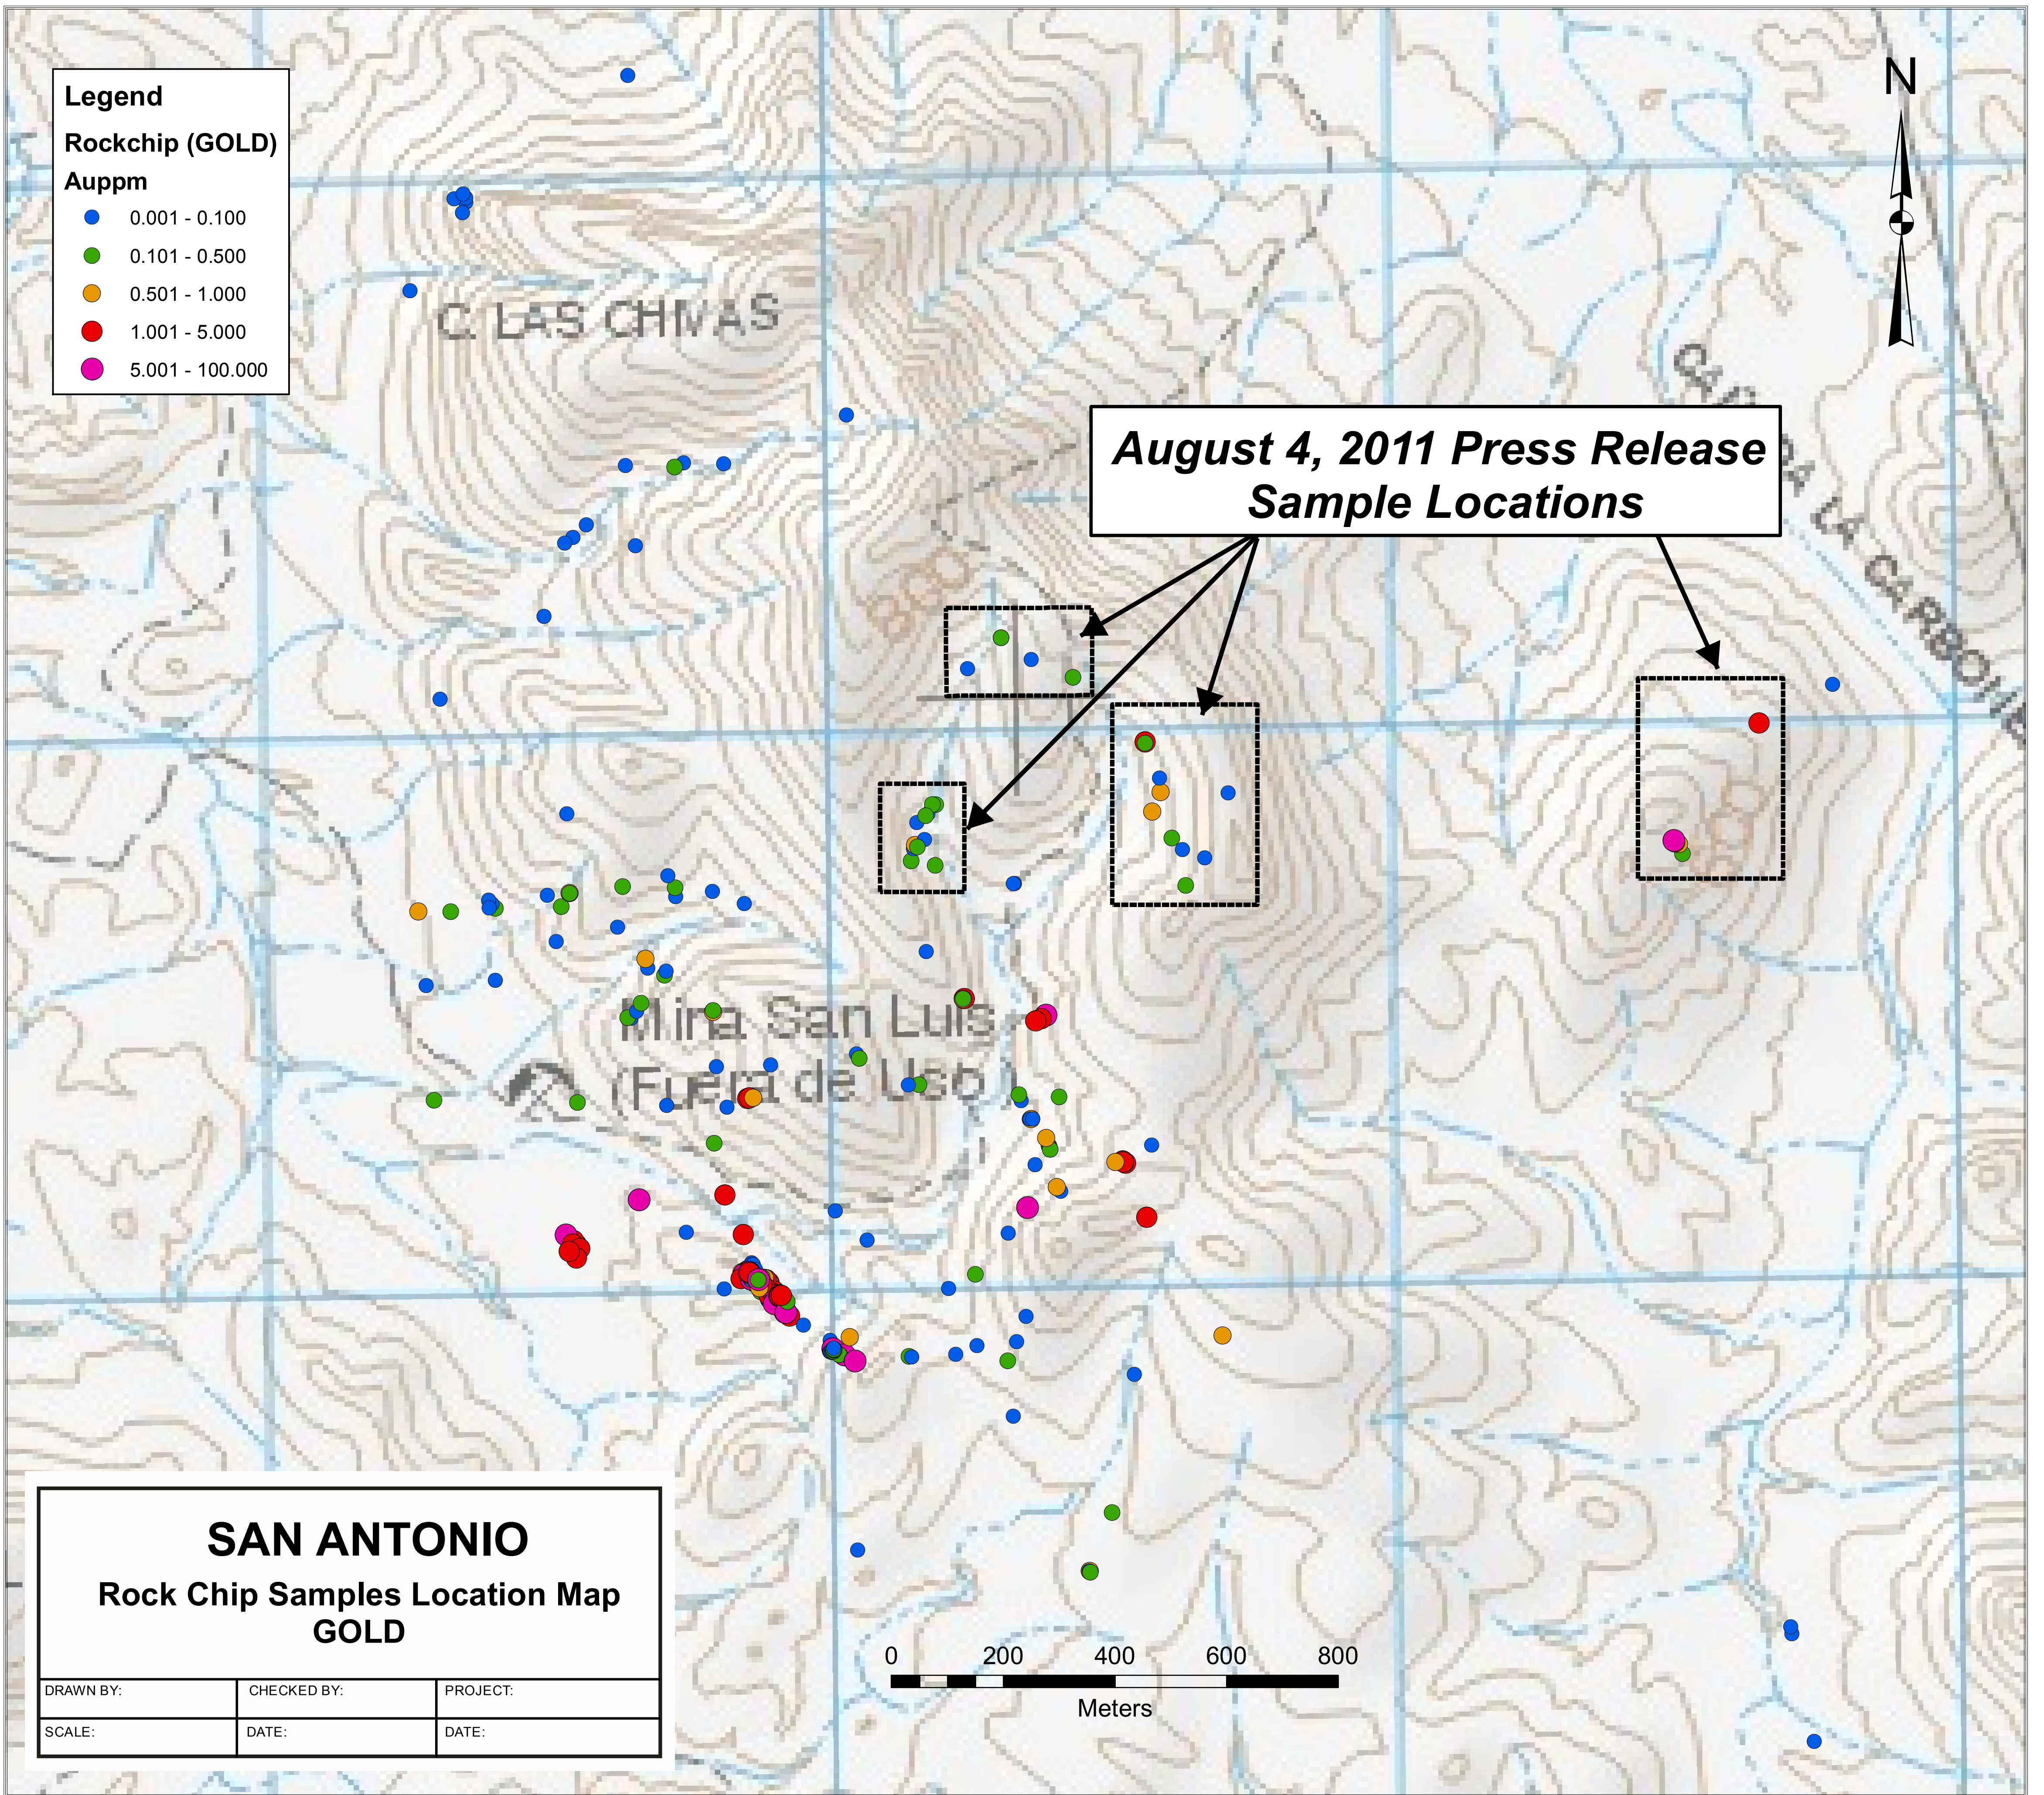 Legend
Rockchip (GOLD)
Auppm
0.001 - 0.100
0.101 - 0.500
0.501 - 1.000
1.001 - 5.000
5.001 - 100.000
N
C. LAS CHIVAS
August 4, 2011 Press Release
Sample Locations
LA CARBONA
Mina San Luis
(Fuera de Uso)
SAN ANTONIO
Rock Chip Samples Location Map
GOLD
DRAWN BY:
CHECKED BY:
PROJECT:
SCALE:
DATE:
DATE:
0 200 400 600 800
Meters